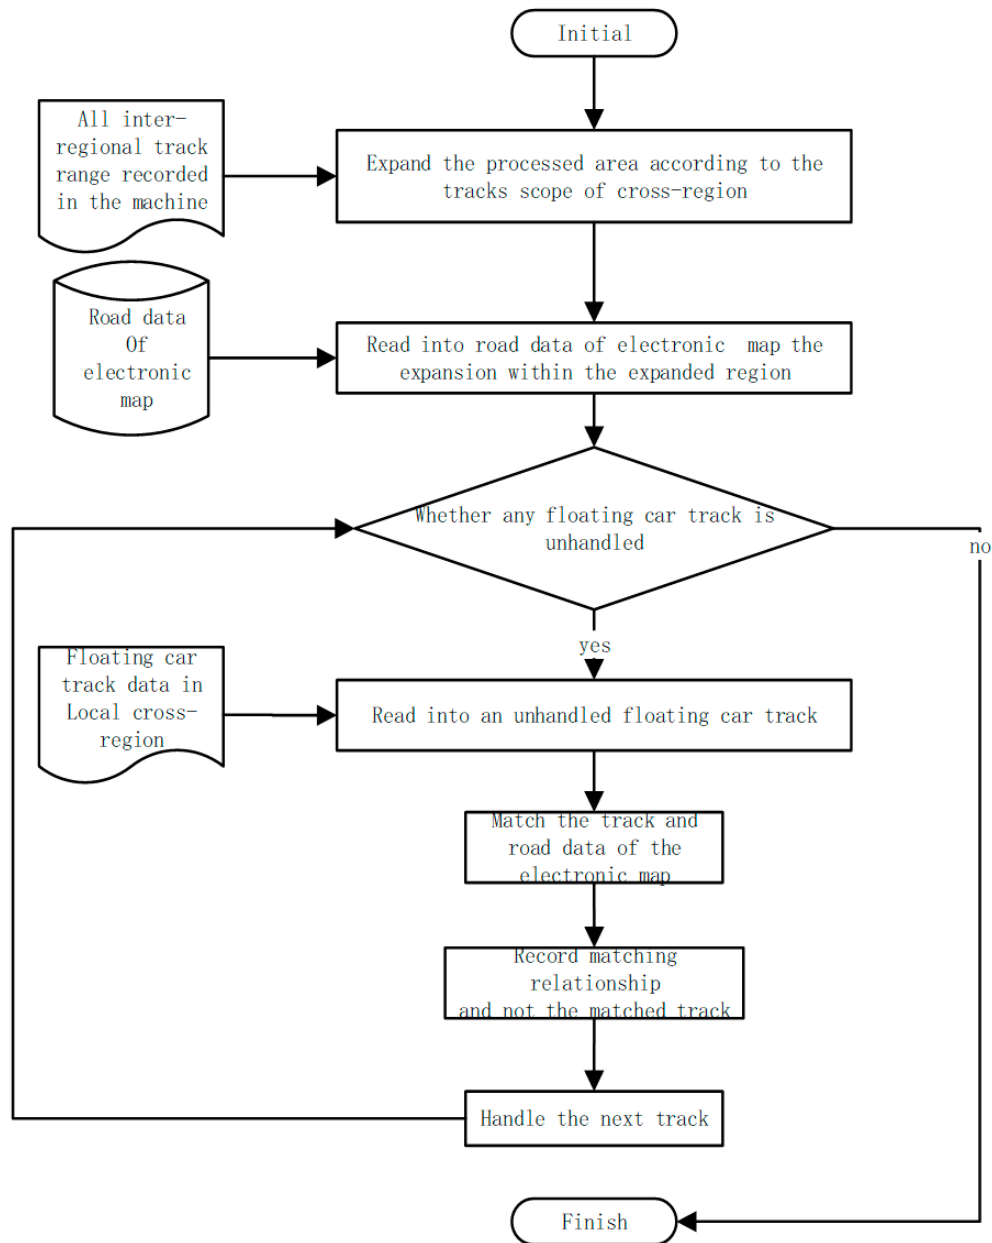 Initial
All inter-
regional track
range recorded
in the machine
Expand the processed area according to the
tracks scope of cross-region
Road data
Of
electronic
map
Read into road data of electronic  map the
expansion within the expanded region
Whether any floating car track is
unhandled
no
yes
Floating car
track data in
Local cross-
region
Read into an unhandled floating car track
Match the track and
road data of the
electronic map
Record matching
relationship
and not the matched track
Handle the next track
Finish